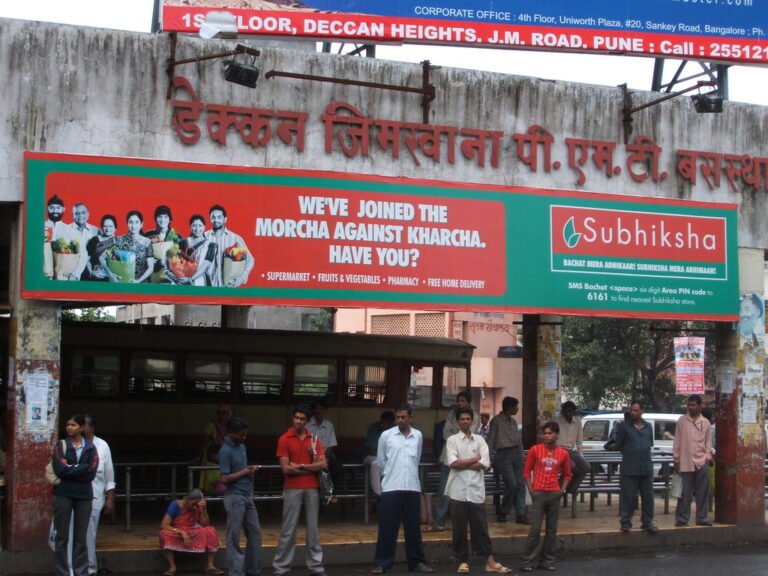 CORPORATE OFFICE : 4th Floor, Uniworth Plaza, #20, Sankey Road, Bangalore ; Ph.
FLOOR, DECCAN HEIGHTS. J.M. ROAD. PUNE : Call : 255121
डेक्कन जिमखाना पी.एम.टी. बसस्था
WE'VE JOINED THE
MORCHA AGAINST KHARCHA.
HAVE YOU?
• SUPERMARKET • FRUITS & VEGETABLES • PHARMACY • FREE HOME DELIVERY
Subhiksha
BACHAT MERA ADHIKAAR! SUBHIKSHA MERA ABHIMAAN!
SMS Bachat <space> six digit Area PIN code to
6161 to find nearest Subhiksha store.